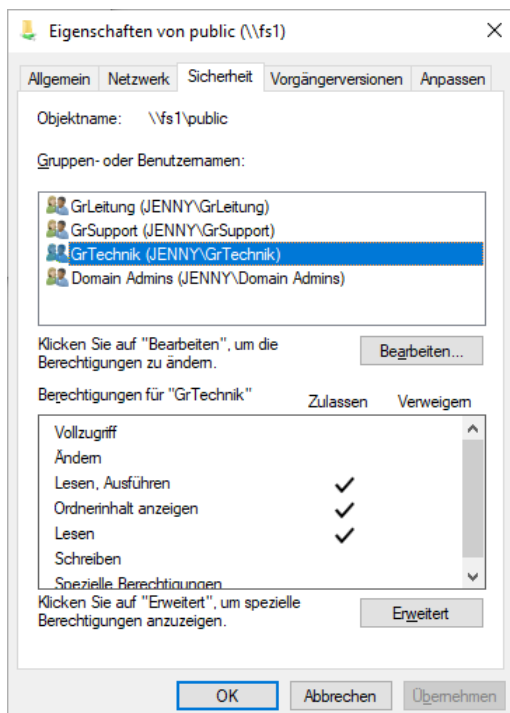 Eigenschaften von public (\\fs1)
Allgemein Netzwerk Sicherheit Vorgängerversionen Anpassen
Objektname: \\fs1\public
Gruppen- oder Benutzernamen:
GrLeitung (JENNY\GrLeitung)
GrSupport (JENNY\GrSupport)
GrTechnik (JENNY\GrTechnik)
Domain Admins (JENNY\Domain Admins)
Klicken Sie auf "Bearbeiten", um die
Berechtigungen zu ändern.
Bearbeiten...
Berechtigungen für "GrTechnik" Zulassen Verweigern
Vollzugriff
Ändern
Lesen, Ausführen
Ordnerinhalt anzeigen
Lesen
Schreiben
Spezielle Berechtigungen
Klicken Sie auf "Erweitert", um spezielle
Berechtigungen anzuzeigen.
Erweitert
OK Abbrechen Übernehmen